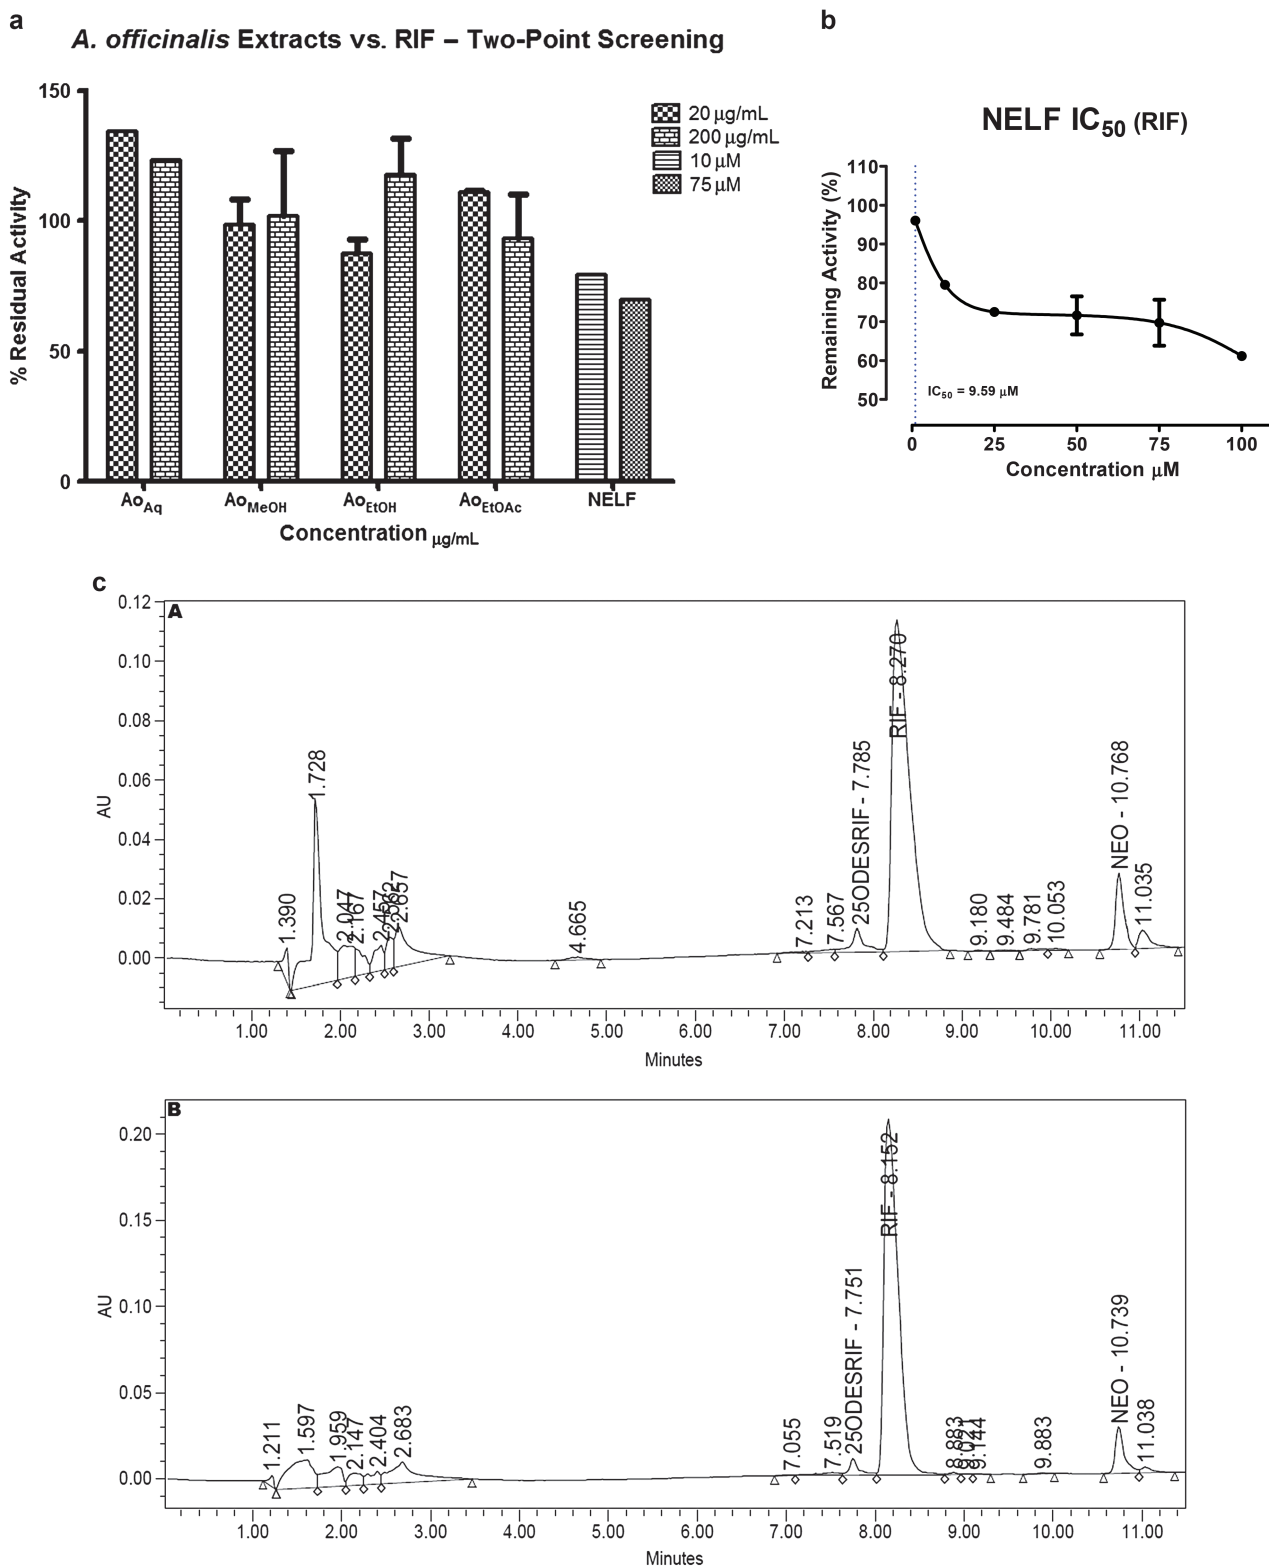 a
A. officinalis Extracts vs. RIF – Two-Point Screening
% Residual Activity
150
100
50
0
20 µg/mL
200 µg/mL
10 µM
75 µM
AoAq AoMeOH AoEtOH AoEtOAc NELF
Concentration µg/mL
b
NELF IC50 (RIF)
Remaining Activity (%)
110
100
90
80
70
60
50
IC50 = 9.59 µM
0 25 50 75 100
Concentration µM
c
A
AU
0.12
0.10
0.08
0.06
0.04
0.02
0.00
1.390
1.728
2.047
2.167
2.457
2.657
4.665
7.213
7.567
25ODESRIF - 7.785
RIF - 8.270
9.180
9.484
9.781
10.053
NEO - 10.768
11.035
1.00 2.00 3.00 4.00 5.00 6.00 7.00 8.00 9.00 10.00 11.00
Minutes
B
AU
0.20
0.15
0.10
0.05
0.00
1.211
1.597
1.959
2.147
2.404
2.683
7.055
7.519
25ODESRIF - 7.751
RIF - 8.152
8.883
9.144
9.883
NEO - 10.739
11.038
1.00 2.00 3.00 4.00 5.00 6.00 7.00 8.00 9.00 10.00 11.00
Minutes